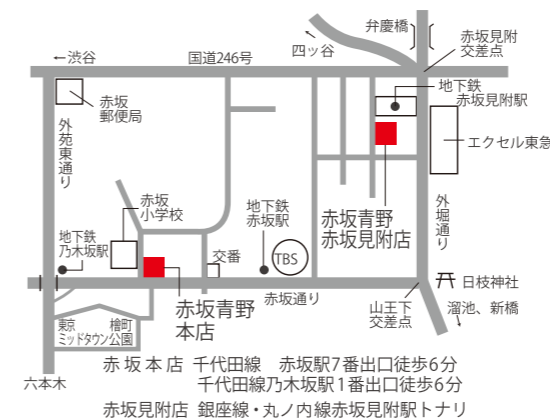 弁慶橋
赤坂見附
交差点
四ッ谷
←渋谷
国道246号
地下鉄
赤坂見附駅
赤坂
郵便局
エクセル東急
外苑東通り
赤坂
小学校
地下鉄
赤坂駅
赤坂青野
赤坂見附店
外堀通り
地下鉄
乃木坂駅
交番
TBS
日枝神社
赤坂青野
本店
赤坂通り
山王下
交差点
溜池、新橋
東京
ミッドタウン
檜町
公園
六本木
赤坂本店 千代田線 赤坂駅7番出口徒歩6分
千代田線乃木坂駅1番出口徒歩6分
赤坂見附店 銀座線・丸ノ内線赤坂見附駅トナリ